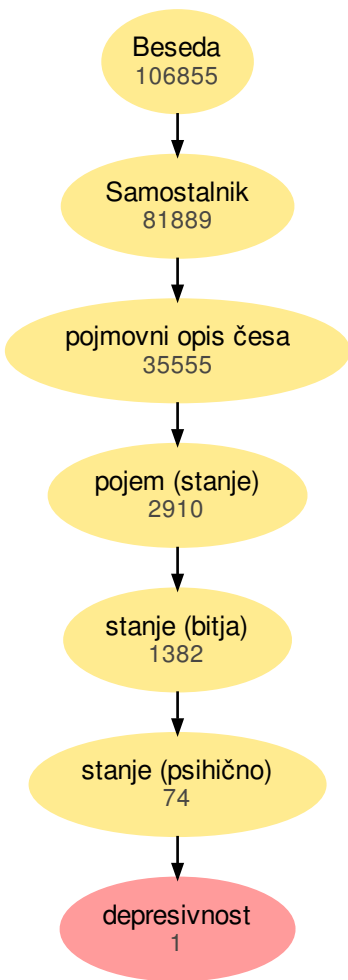 Beseda
106855
Samostalnik
81889
pojmovni opis česa
35555
pojem (stanje)
2910
stanje (bitja)
1382
stanje (psihično)
74
depresivnost
1